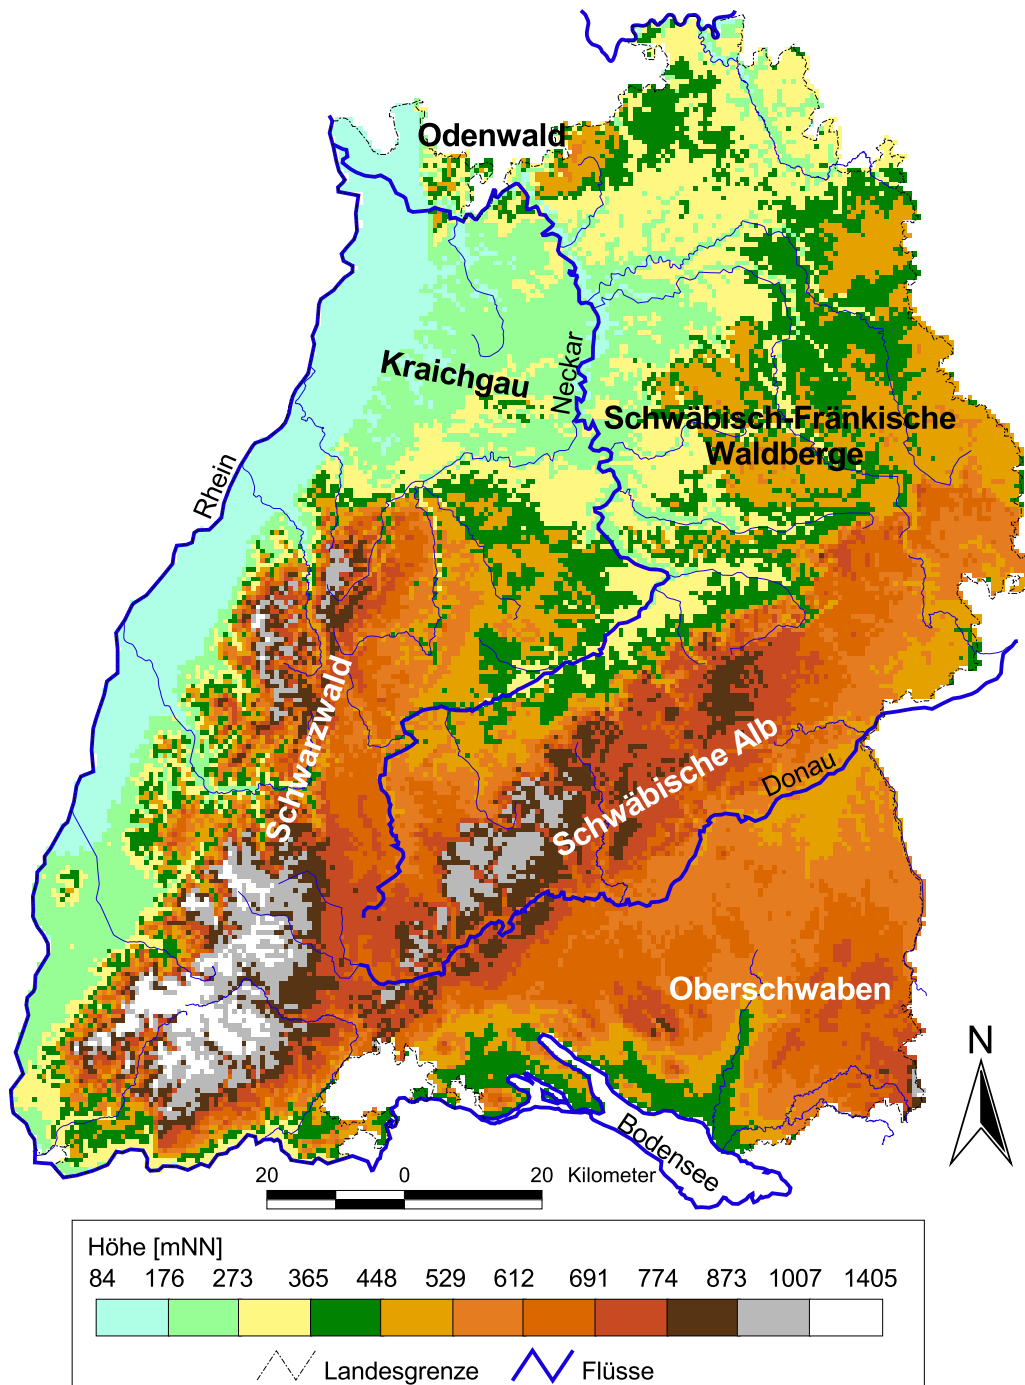 Odenwald
Kraichgau
Neckar
Schwäbisch-Fränkische
Waldberge
Rhein
Schwarzwald
Schwäbische Alb
Donau
Oberschwaben
N
Bodensee
20 0 20 Kilometer
Höhe [mNN]
84 176 273 365 448 529 612 691 774 873 1007 1405
Landesgrenze Flüsse